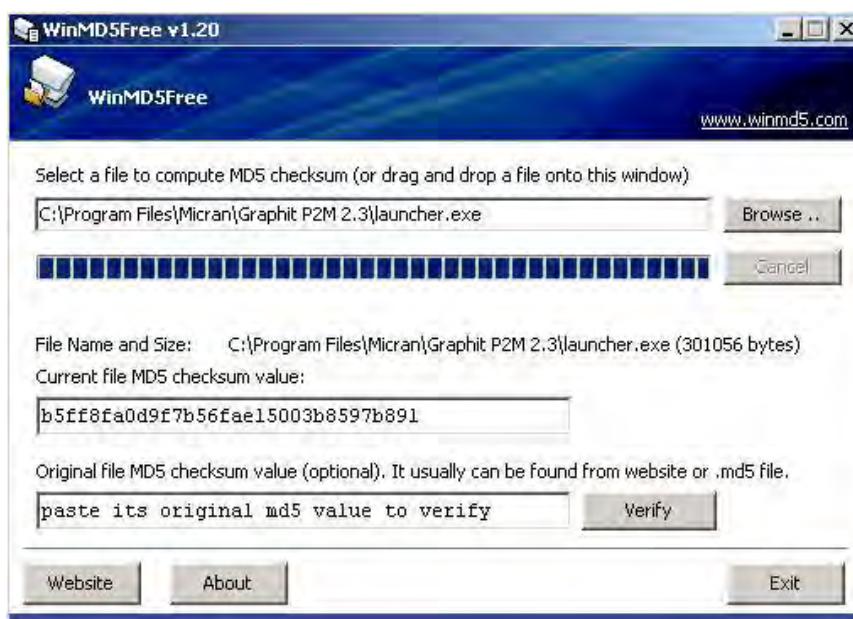 WinMD5Free v1.20
WinMD5Free
www.winmd5.com
Select a file to compute MD5 checksum (or drag and drop a file onto this window)
C:\Program Files\Micran\Graphit P2M 2.3\launcher.exe
Browse ..
Cancel
File Name and Size: C:\Program Files\Micran\Graphit P2M 2.3\launcher.exe (301056 bytes)
Current file MD5 checksum value:
b5ff8fa0d9f7b56fae15003b8597b891
Original file MD5 checksum value (optional). It usually can be found from website or .md5 file.
paste its original md5 value to verify
Verify
Website
About
Exit